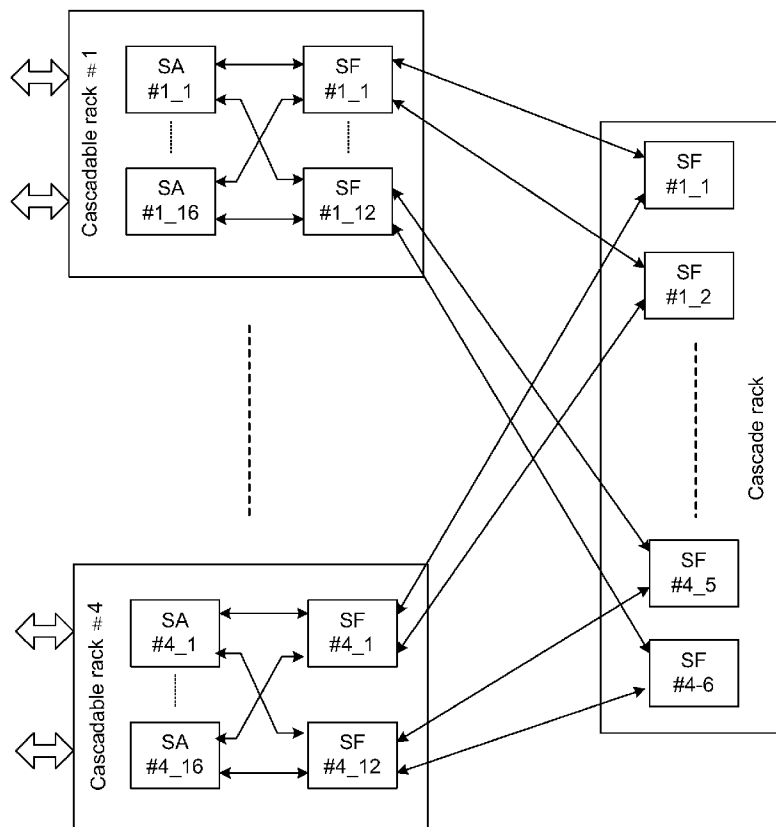 Cascadable rack #1
SA
#1_1
SF
#1_1
SA
#1_16
SF
#1_12
SF
#1_1
SF
#1_2
Cascade rack
SF
#4_5
SF
#4-6
Cascadable rack #4
SA
#4_1
SF
#4_1
SA
#4_16
SF
#4_12